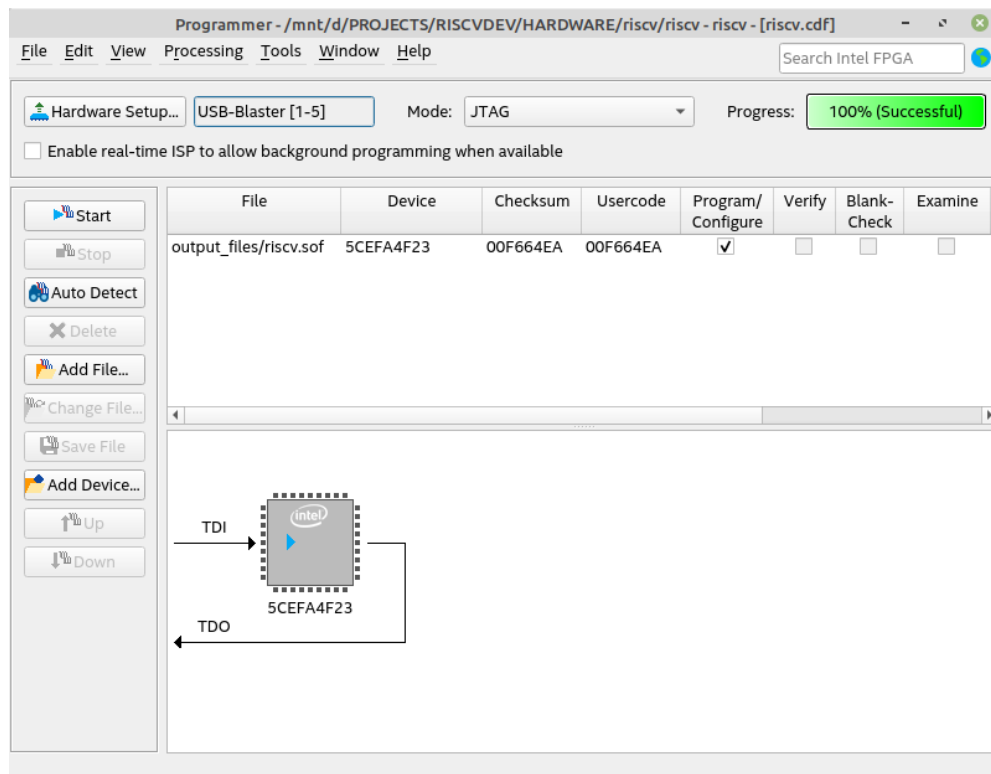 Programmer - /mnt/d/PROJECTS/RISCVDEV/HARDWARE/riscv/riscv - riscv - [riscv.cdf]
File Edit View Processing Tools Window Help
Search Intel FPGA
Hardware Setup... USB-Blaster [1-5] Mode: JTAG Progress: 100% (Successful)
Enable real-time ISP to allow background programming when available
Start
Stop
Auto Detect
Delete
Add File...
Change File...
Save File
Add Device...
Up
Down
File Device Checksum Usercode Program/ Verify Blank- Examine
Configure Check
output_files/riscv.sof 5CEFA4F23 00F664EA 00F664EA
intel
TDI
5CEFA4F23
TDO